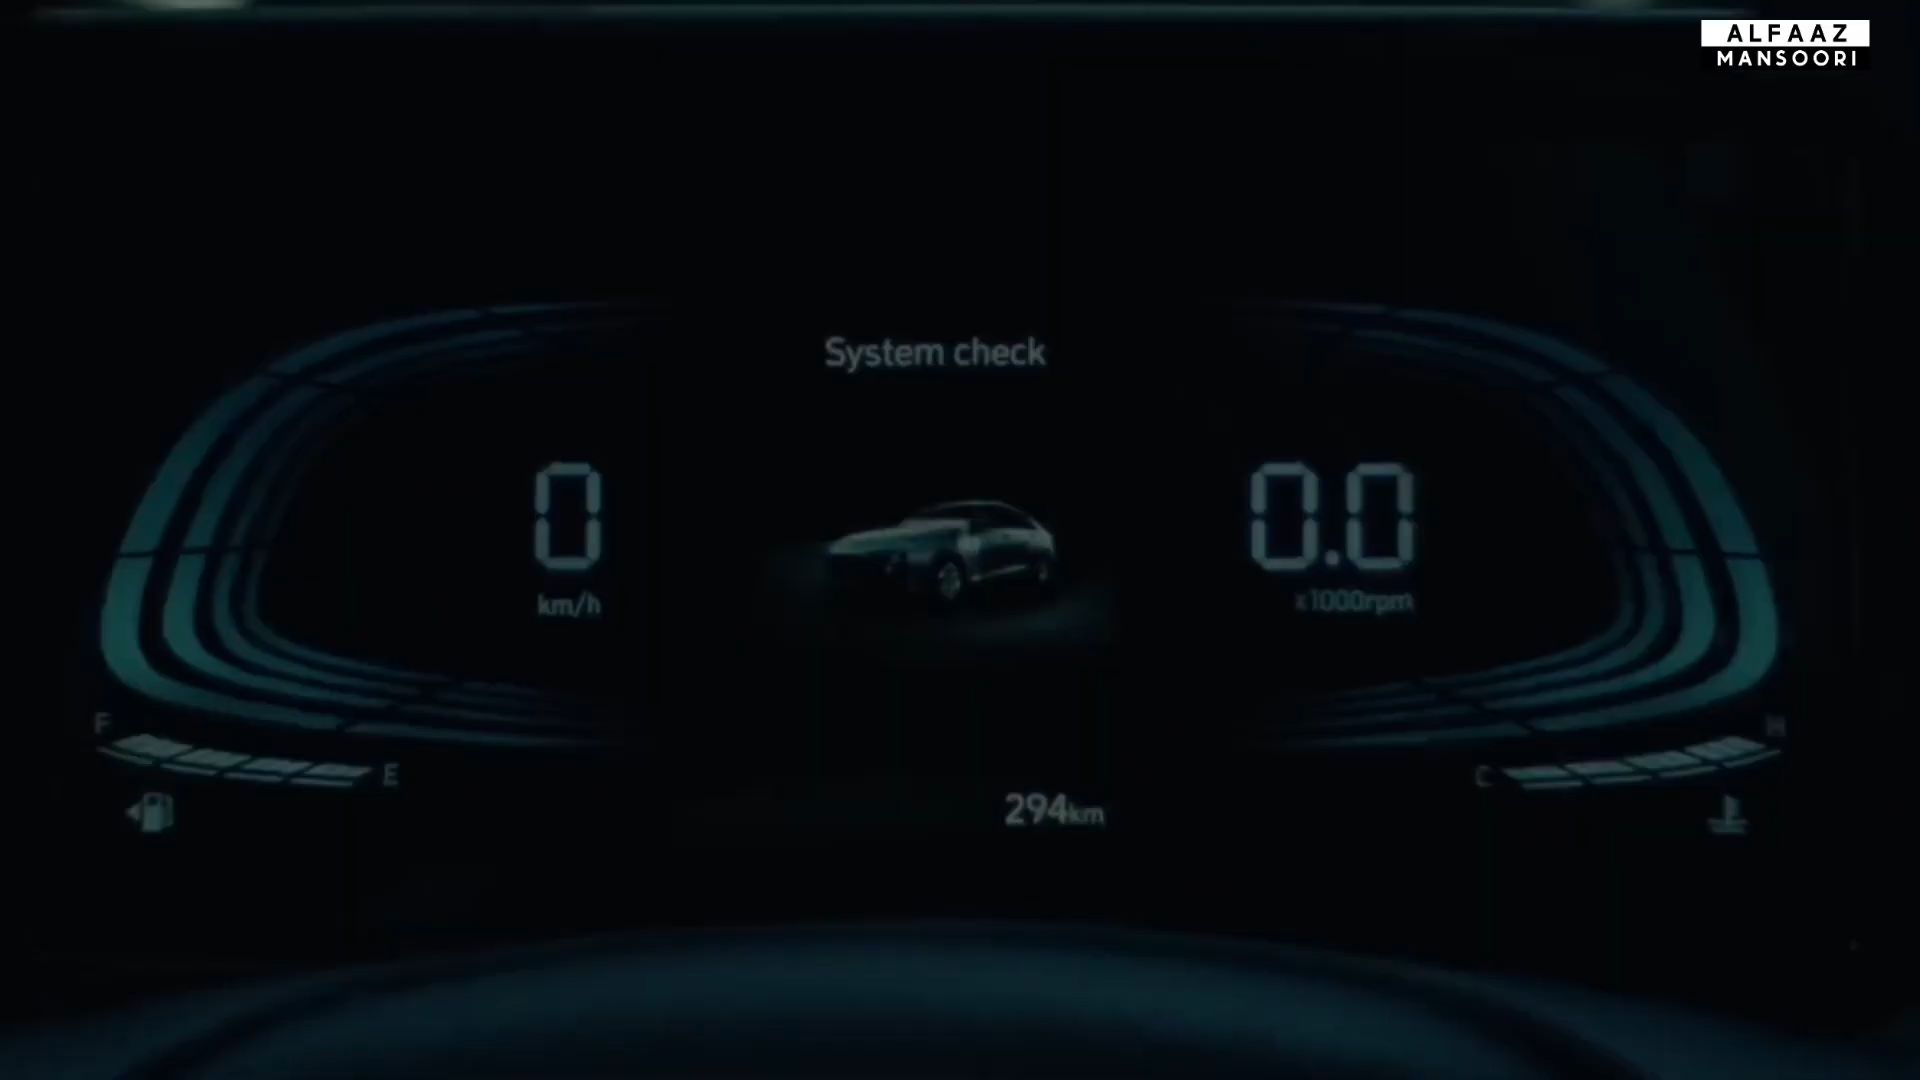 ALFAAZ
MANSOORI
System check
0
km/h
0.0
x1000rpm
F
E
C
H
294km